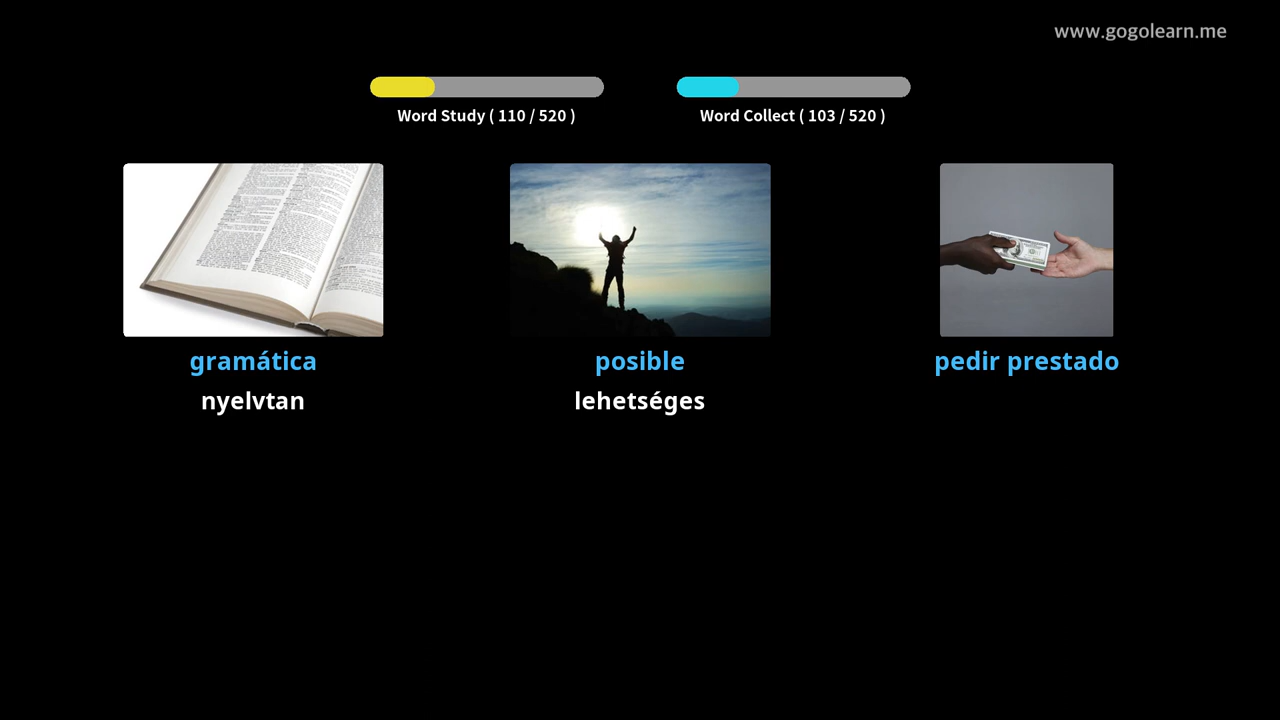 www.gogolearn.me
Word Study ( 110 / 520 )
Word Collect ( 103 / 520 )
gramática
nyelvtan
posible
lehetséges
pedir prestado